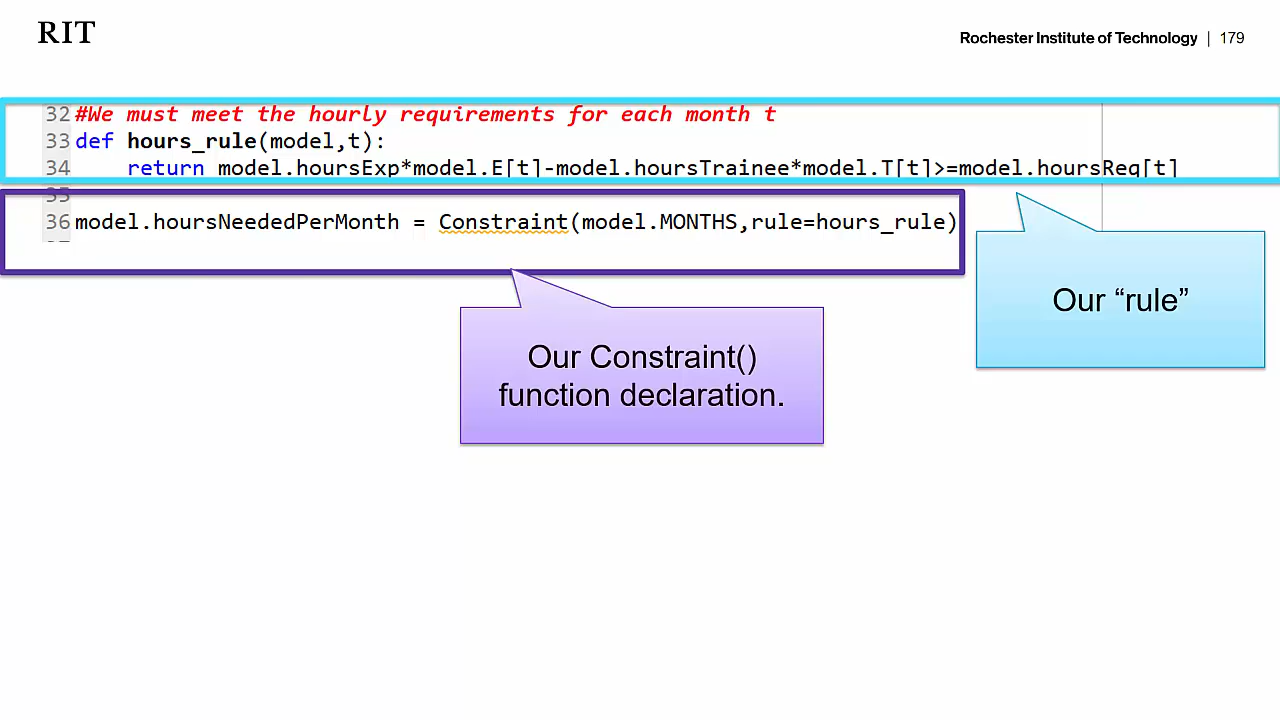 RIT
Rochester Institute of Technology | 179
32 #We must meet the hourly requirements for each month t
33 def hours_rule(model,t):
34     return model.hoursExp*model.E[t]-model.hoursTrainee*model.T[t]>=model.hoursReq[t]
35
36 model.hoursNeededPerMonth = Constraint(model.MONTHS,rule=hours_rule)
Our “rule”
Our Constraint()
function declaration.